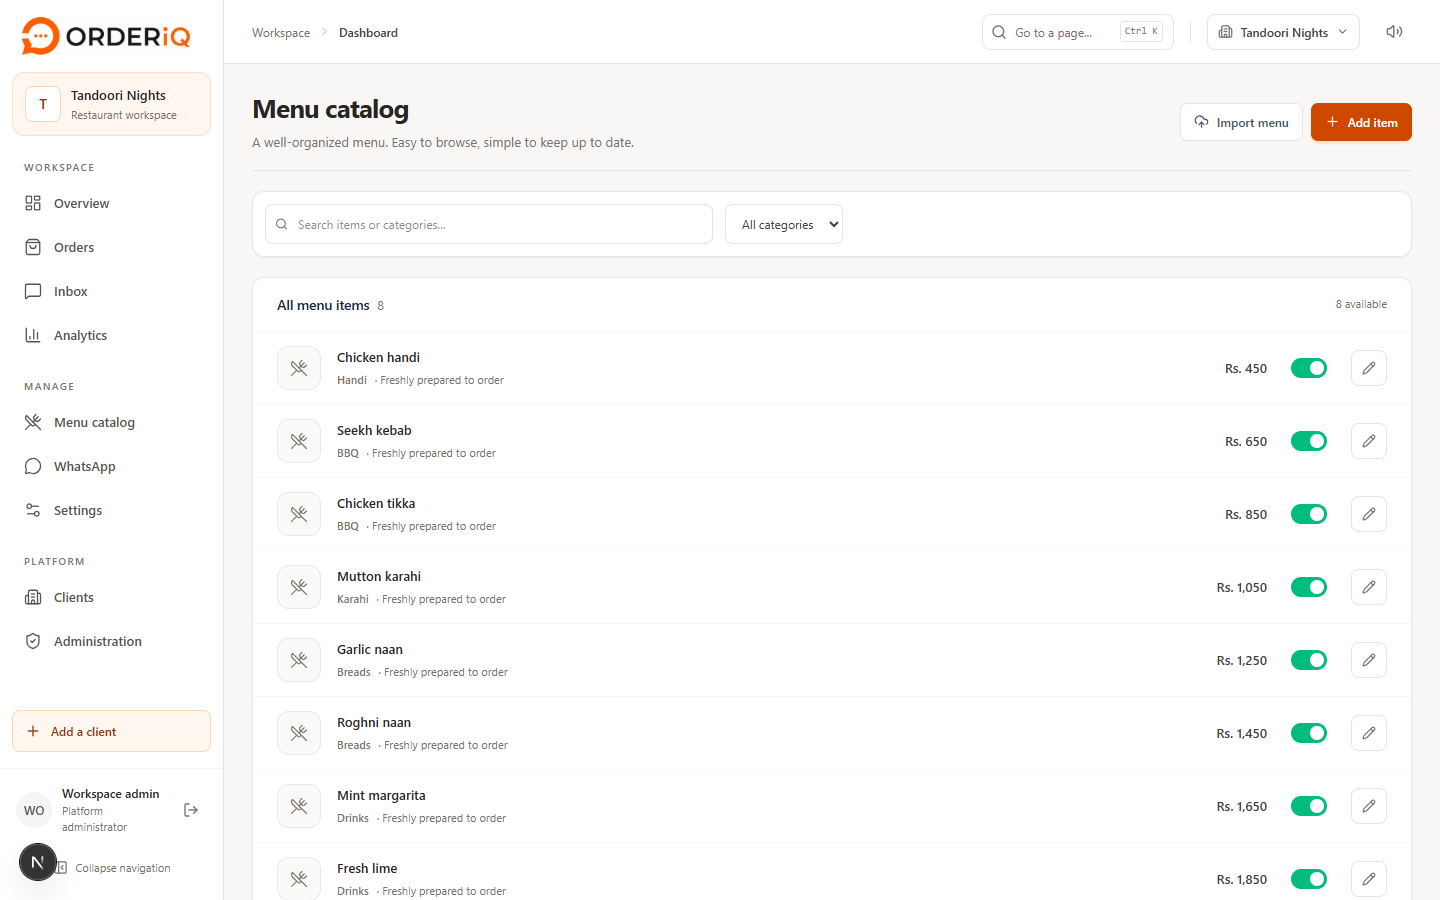 ORDERiQ
T
Tandoori Nights
Restaurant workspace
WORKSPACE
Overview
Orders
Inbox
Analytics
MANAGE
Menu catalog
WhatsApp
Settings
PLATFORM
Clients
Administration
+ Add a client
WO
Workspace admin
Platform
administrator
N
Collapse navigation
Workspace > Dashboard
Go to a page... Ctrl K
Tandoori Nights
Menu catalog
A well-organized menu. Easy to browse, simple to keep up to date.
Import menu
+ Add item
Search items or categories...
All categories
All menu items 8
8 available
Chicken handi
Handi · Freshly prepared to order
Rs. 450
Seekh kebab
BBQ · Freshly prepared to order
Rs. 650
Chicken tikka
BBQ · Freshly prepared to order
Rs. 850
Mutton karahi
Karahi · Freshly prepared to order
Rs. 1,050
Garlic naan
Breads · Freshly prepared to order
Rs. 1,250
Roghni naan
Breads · Freshly prepared to order
Rs. 1,450
Mint margarita
Drinks · Freshly prepared to order
Rs. 1,650
Fresh lime
Drinks · Freshly prepared to order
Rs. 1,850